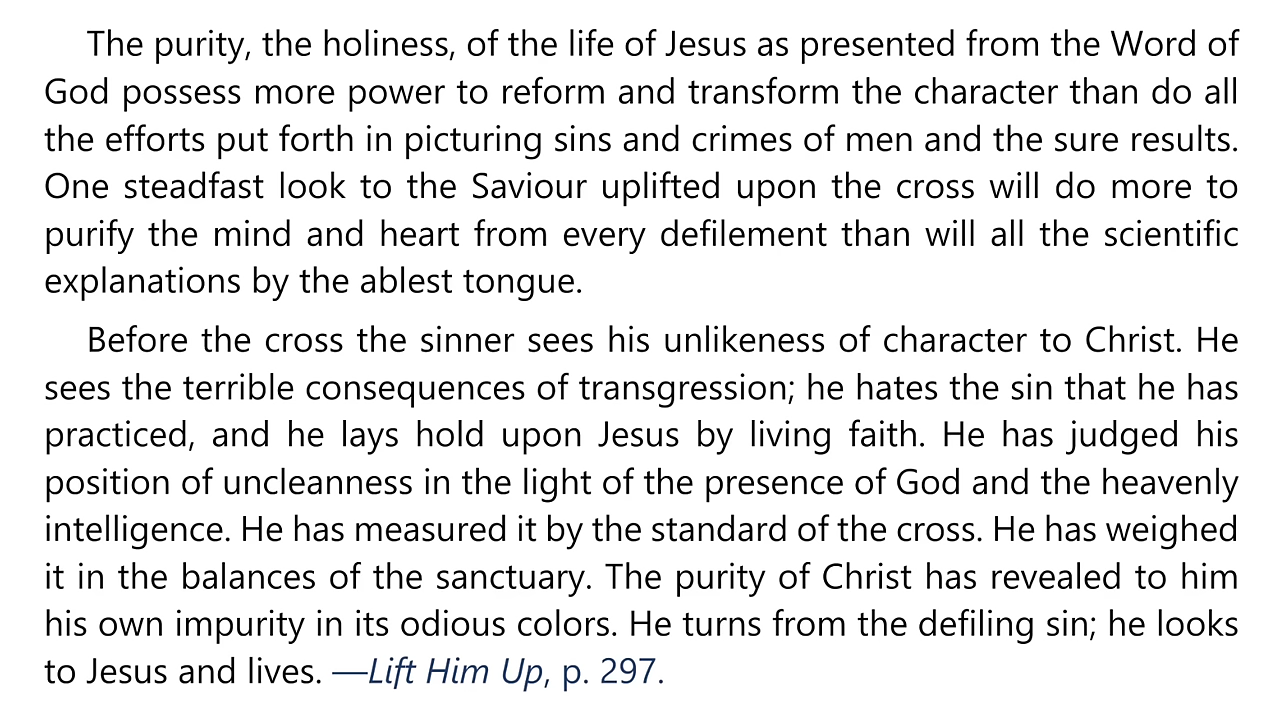 The purity, the holiness, of the life of Jesus as presented from the Word of
God possess more power to reform and transform the character than do all
the efforts put forth in picturing sins and crimes of men and the sure results.
One steadfast look to the Saviour uplifted upon the cross will do more to
purify the mind and heart from every defilement than will all the scientific
explanations by the ablest tongue.
Before the cross the sinner sees his unlikeness of character to Christ. He
sees the terrible consequences of transgression; he hates the sin that he has
practiced, and he lays hold upon Jesus by living faith. He has judged his
position of uncleanness in the light of the presence of God and the heavenly
intelligence. He has measured it by the standard of the cross. He has weighed
it in the balances of the sanctuary. The purity of Christ has revealed to him
his own impurity in its odious colors. He turns from the defiling sin; he looks
to Jesus and lives. —Lift Him Up, p. 297.